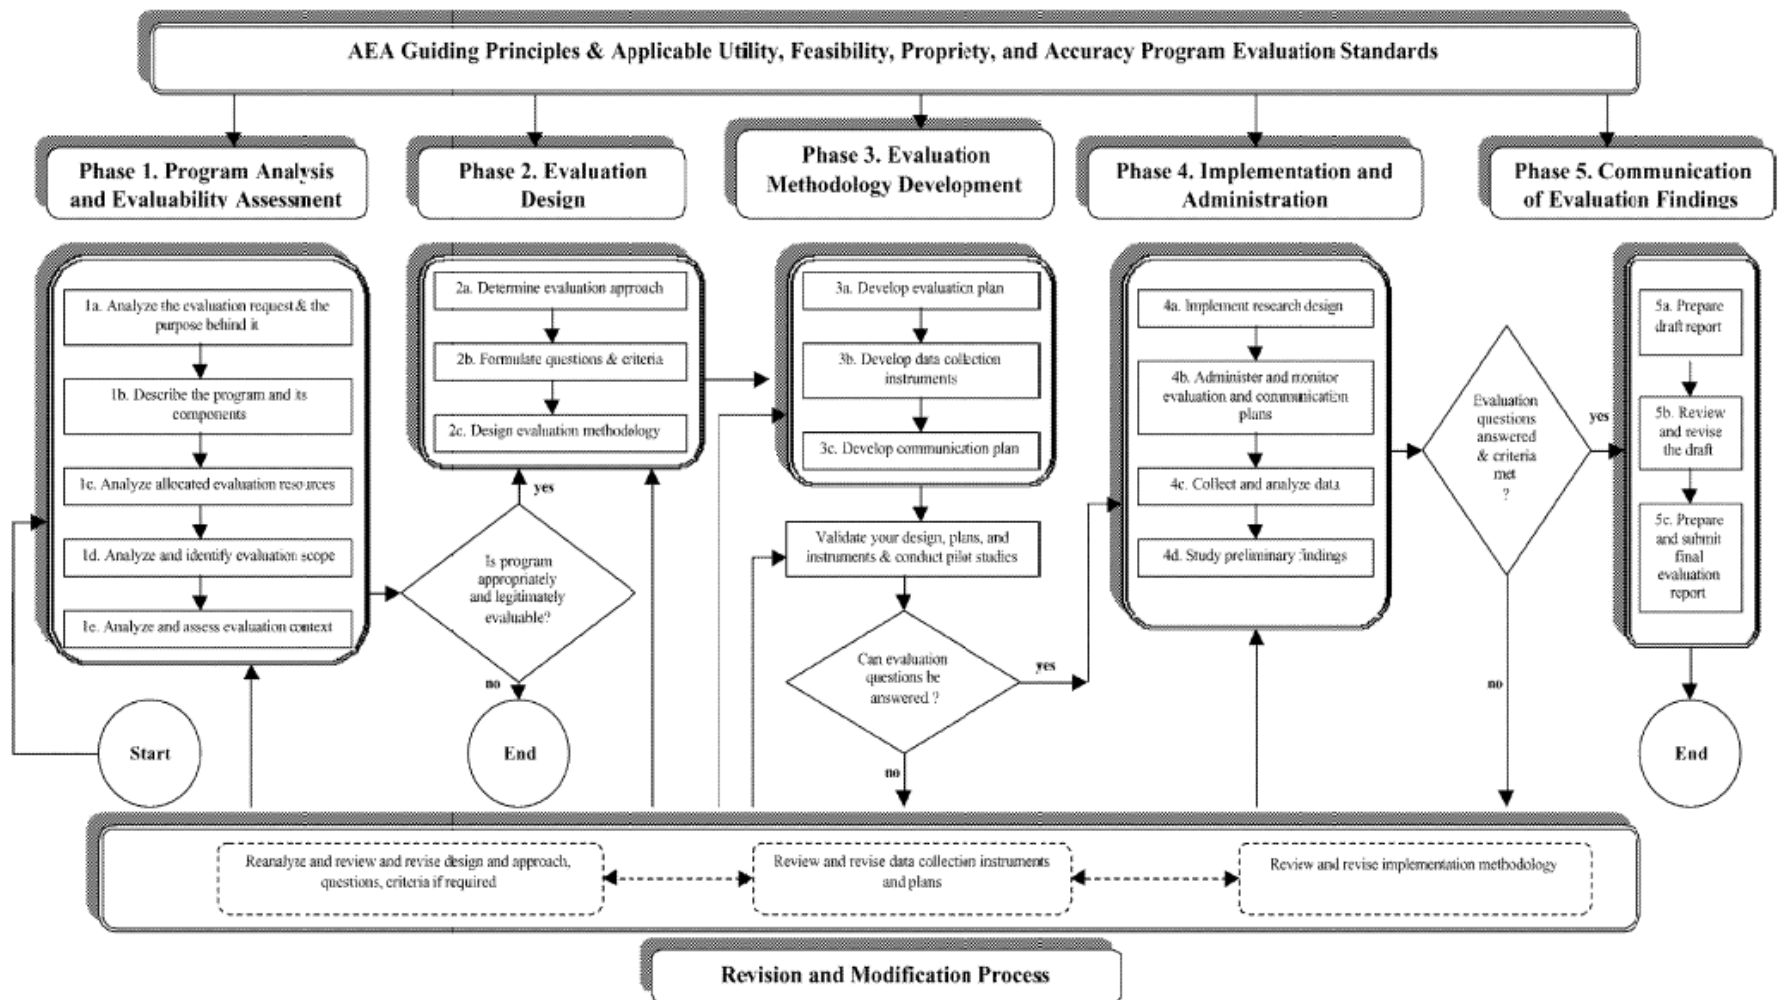 AEA Guiding Principles & Applicable Utility, Feasibility, Propriety, and Accuracy Program Evaluation Standards
Phase 1. Program Analysis
and Evaluability Assessment
Phase 2. Evaluation
Design
Phase 3. Evaluation
Methodology Development
Phase 4. Implementation and
Administration
Phase 5. Communication
of Evaluation Findings
1a. Analyze the evaluation request & the
purpose behind it
1b. Describe the program and its
components
1c. Analyze allocated evaluation resources
1d. Analyze and identify evaluation scope
1e. Analyze and assess evaluation context
Start
2a. Determine evaluation approach
2b. Formulate questions & criteria
2c. Design evaluation methodology
yes
Is program
appropriately
and legitimately
evaluable?
no
End
3a. Develop evaluation plan
3b. Develop data collection
instruments
3c. Develop communication plan
Validate your design, plans, and
instruments & conduct pilot studies
Can evaluation
questions be
answered ?
yes
no
4a. Implement research design
4b. Administer and monitor
evaluation and communication
plans
4c. Collect and analyze data
4d. Study preliminary findings
Evaluation
questions
answered
& criteria
met
?
yes
no
5a. Prepare
draft report
5b. Review
and revise
the draft
5c. Prepare
and submit
final
evaluation
report
End
Reanalyze and review and revise design and approach,
questions, criteria if required
Review and revise data collection instruments
and plans
Review and revise implementation methodology
Revision and Modification Process